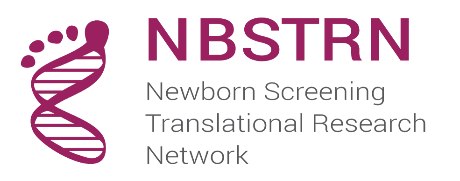 NBSTRN
Newborn Screening
Translational Research
Network